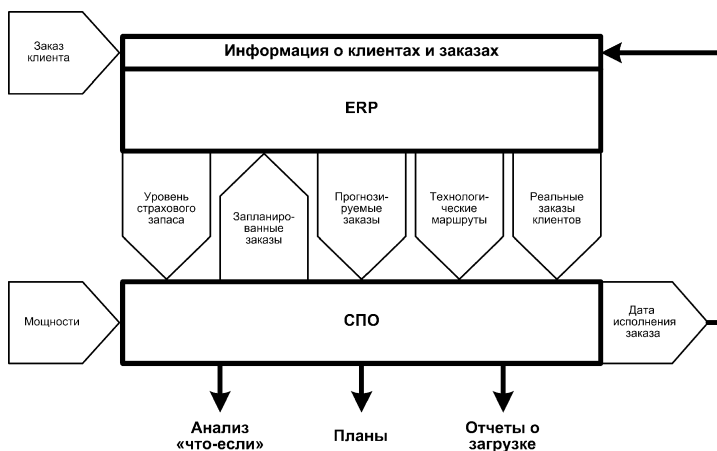 Заказ
клиента
Информация о клиентах и заказах
ERP
Уровень
страхового
запаса
Запланиро-
ванные
заказы
Прогнози-
руемые
заказы
Технологи-
ческие
маршруты
Реальные
заказы
клиентов
Мощности
СПО
Дата
исполнения
заказа
Анализ
«что-если»
Планы
Отчеты о
загрузке